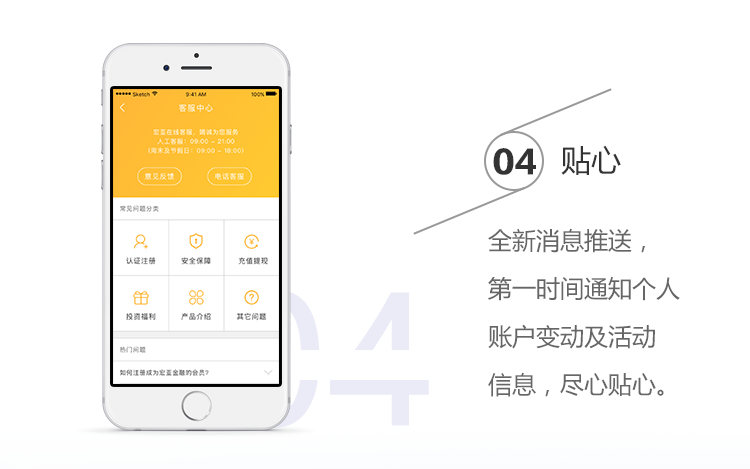 Sketch 9:41 AM 100%
客服中心
宏亚在线客服，竭诚为您服务
人工客服：09:00 ~ 21:00
(周末及节假日：09:00 ~ 18:00)
意见反馈 电话客服
常见问题分类
认证注册 安全保障 充值提现
投资福利 产品介绍 其它问题
热门问题
如何注册成为宏亚金融的会员?
04
04 贴心
全新消息推送，
第一时间通知个人
账户变动及活动
信息，尽心贴心。